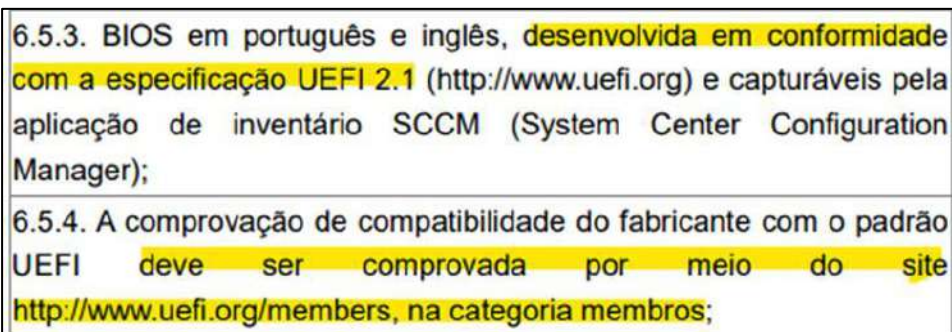 6.5.3. BIOS em português e inglês, desenvolvida em conformidade
com a especificação UEFI 2.1 (http://www.uefi.org) e capturáveis pela
aplicação de inventário SCCM (System Center Configuration
Manager);
6.5.4. A comprovação de compatibilidade do fabricante com o padrão
UEFI deve ser comprovada por meio do site
http://www.uefi.org/members, na categoria membros;